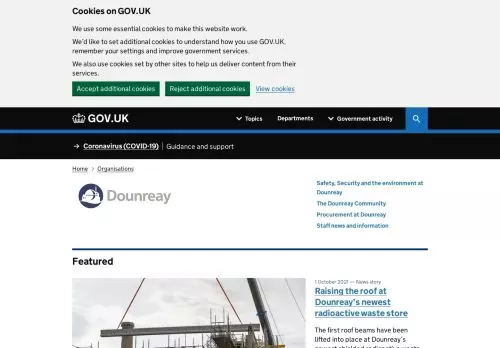 Cookies on GOV.UK
We use some essential cookies to make this website work.
We'd like to set additional cookies to understand how you use GOV.UK,
remember your settings and improve government services.
We also use cookies set by other sites to help us deliver content from their
services.
Accept additional cookies
Reject additional cookies
View cookies
GOV.UK
Topics
Departments
Government activity
→ Coronavirus (COVID-19)
Guidance and support
Home > Organisations
Dounreay
Safety, Security and the environment at
Dounreay
The Dounreay Community
Procurement at Dounreay
Staff news and information
Featured
1 October 2021 — News story
Raising the roof at
Dounreay's newest
radioactive waste store
The first roof beams have been
lifted into place at Dounreay's
newest shielded radioactive waste